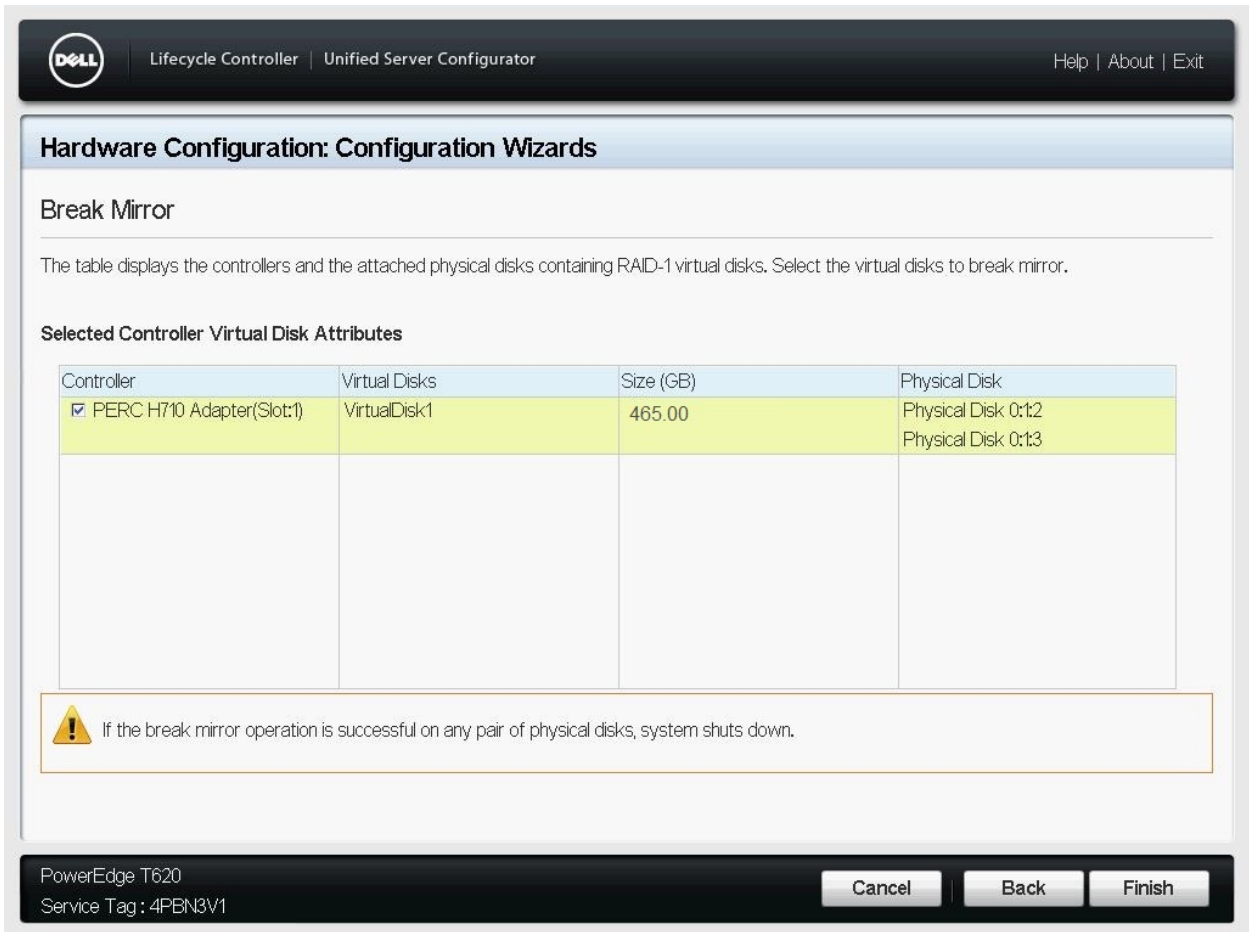 DELL
Lifecycle Controller | Unified Server Configurator
Help | About | Exit
Hardware Configuration: Configuration Wizards
Break Mirror
The table displays the controllers and the attached physical disks containing RAID-1 virtual disks. Select the virtual disks to break mirror.
Selected Controller Virtual Disk Attributes
Controller Virtual Disks Size (GB) Physical Disk
PERC H710 Adapter(Slot:1) VirtualDisk1 465.00 Physical Disk 0:1:2
Physical Disk 0:1:3
If the break mirror operation is successful on any pair of physical disks, system shuts down.
PowerEdge T620
Service Tag : 4PBN3V1
Cancel | Back Finish